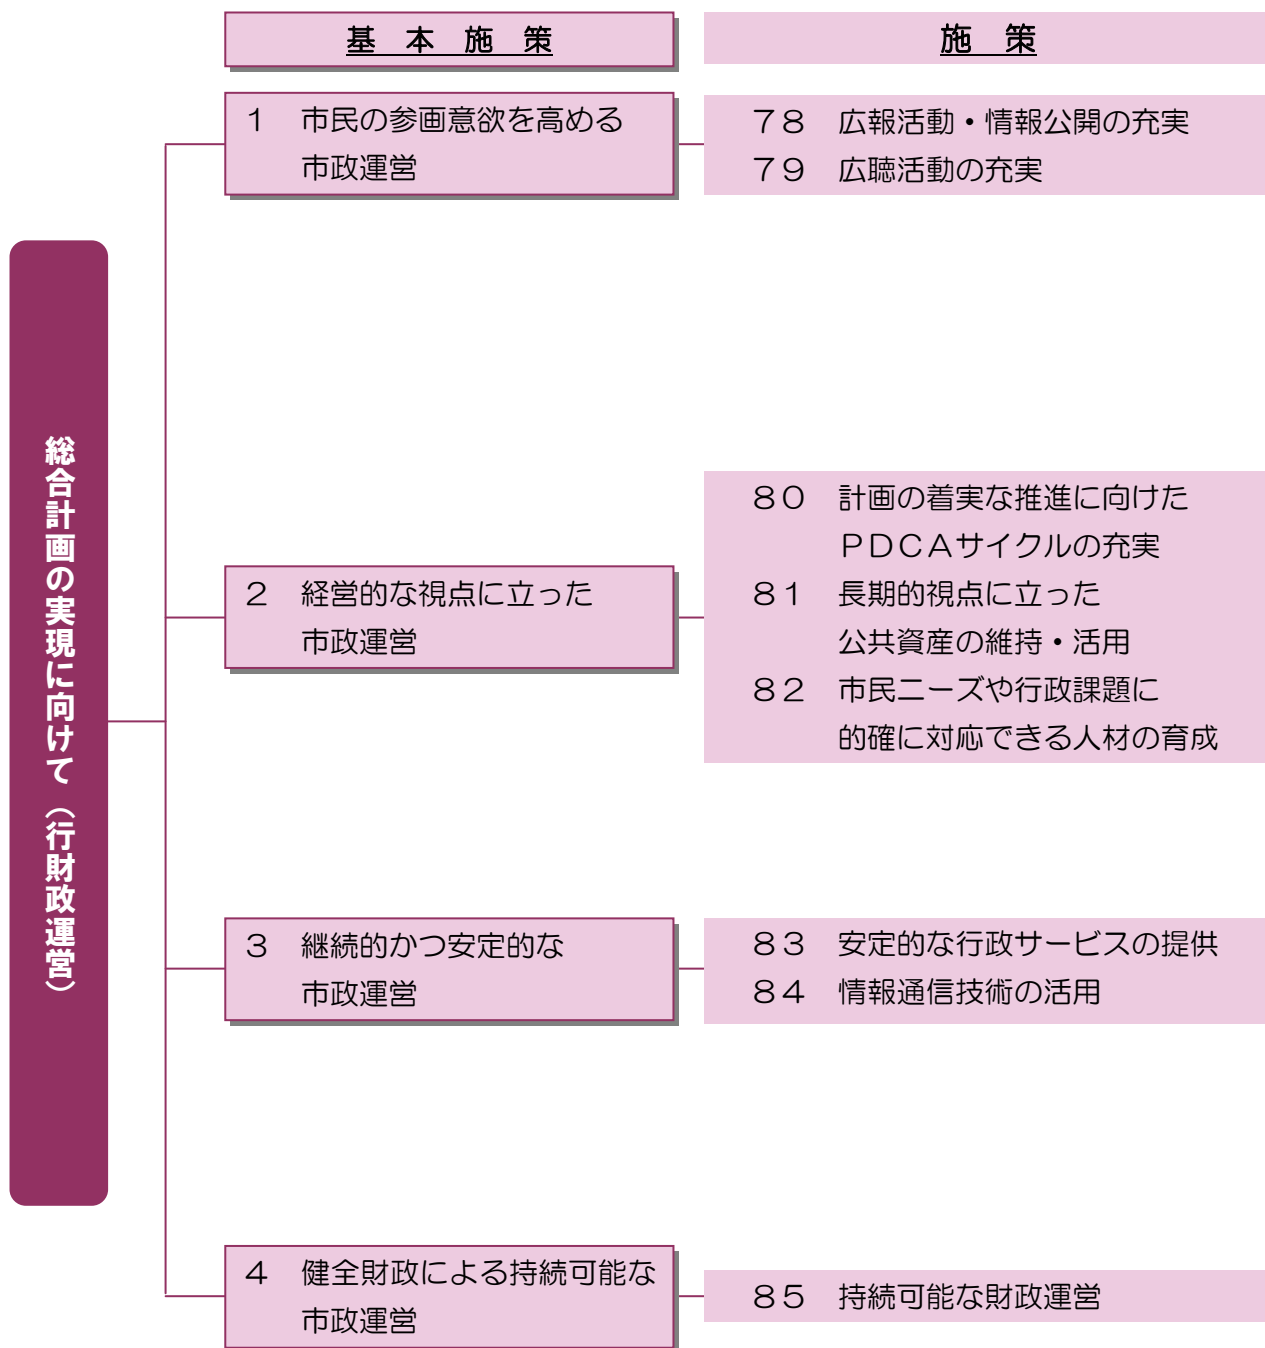 基本施策
施策
総合計画の実現に向けて（行財政運営）
１　市民の参画意欲を高める
市政運営
７８　広報活動・情報公開の充実
７９　広聴活動の充実
２　経営的な視点に立った
市政運営
８０　計画の着実な推進に向けた
ＰＤＣＡサイクルの充実
８１　長期的視点に立った
公共資産の維持・活用
８２　市民ニーズや行政課題に
的確に対応できる人材の育成
３　継続的かつ安定的な
市政運営
８３　安定的な行政サービスの提供
８４　情報通信技術の活用
４　健全財政による持続可能な
市政運営
８５　持続可能な財政運営